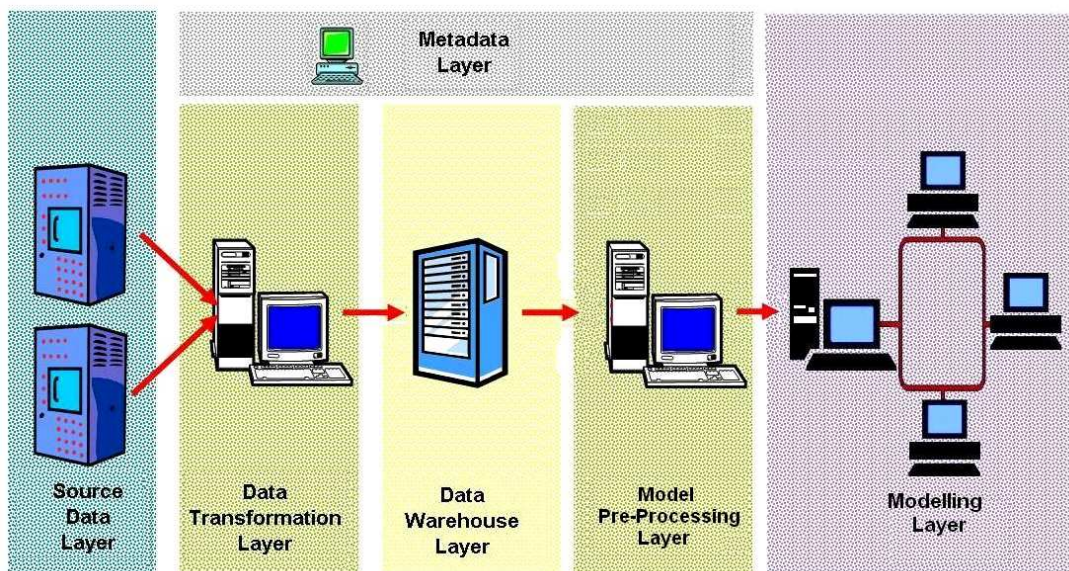 Metadata
Layer
Source
Data
Layer
Data
Transformation
Layer
Data
Warehouse
Layer
Model
Pre-Processing
Layer
Modelling
Layer